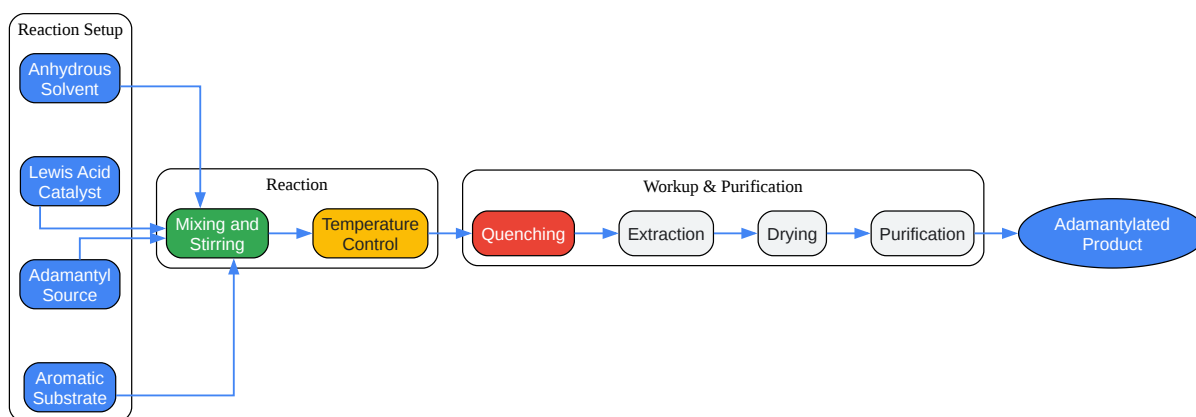 Reaction Setup
Anhydrous
Solvent
Lewis Acid
Catalyst
Adamantyl
Source
Aromatic
Substrate
Reaction
Mixing and
Stirring
Temperature
Control
Workup & Purification
Quenching
Extraction
Drying
Purification
Adamantylated
Product